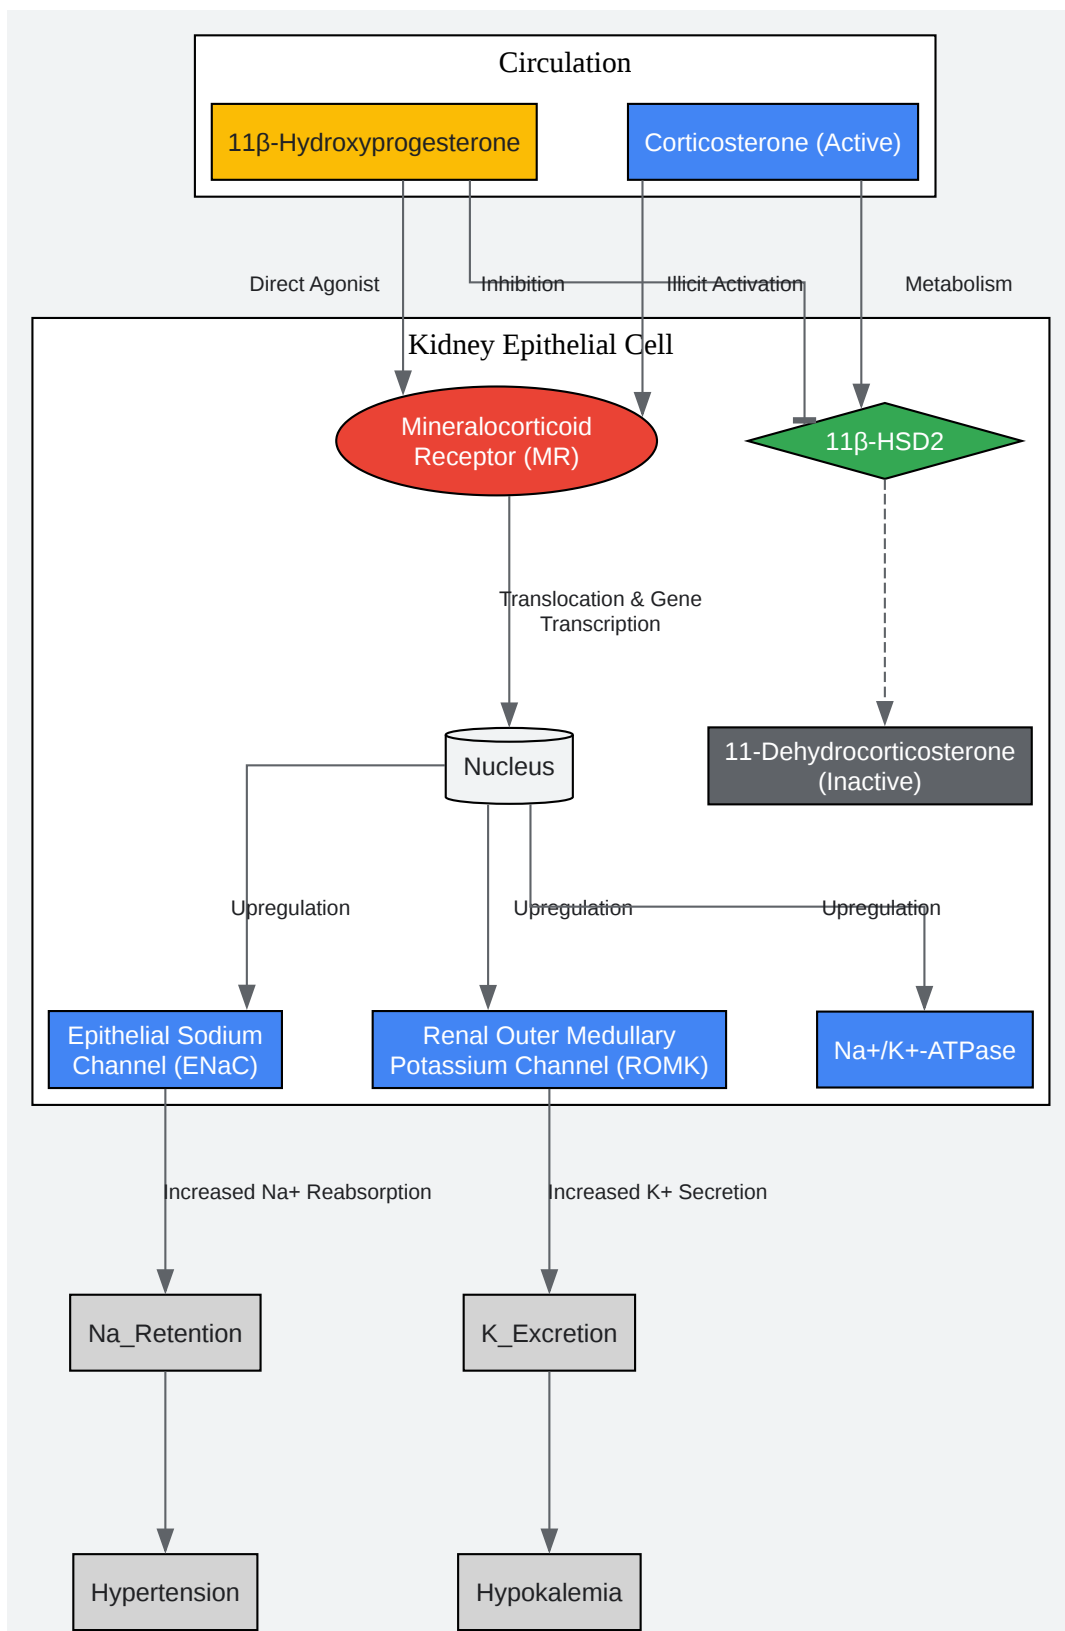 Circulation
11β-Hydroxyprogesterone
Corticosterone (Active)
Direct Agonist
Inhibition
Illicit Activation
Metabolism
Kidney Epithelial Cell
Mineralocorticoid
Receptor (MR)
11β-HSD2
Translocation & Gene
Transcription
Nucleus
11-Dehydrocorticosterone
(Inactive)
Upregulation
Upregulation
Upregulation
Epithelial Sodium
Channel (ENaC)
Renal Outer Medullary
Potassium Channel (ROMK)
Na+/K+-ATPase
Increased Na+ Reabsorption
Increased K+ Secretion
Na_Retention
K_Excretion
Hypertension
Hypokalemia